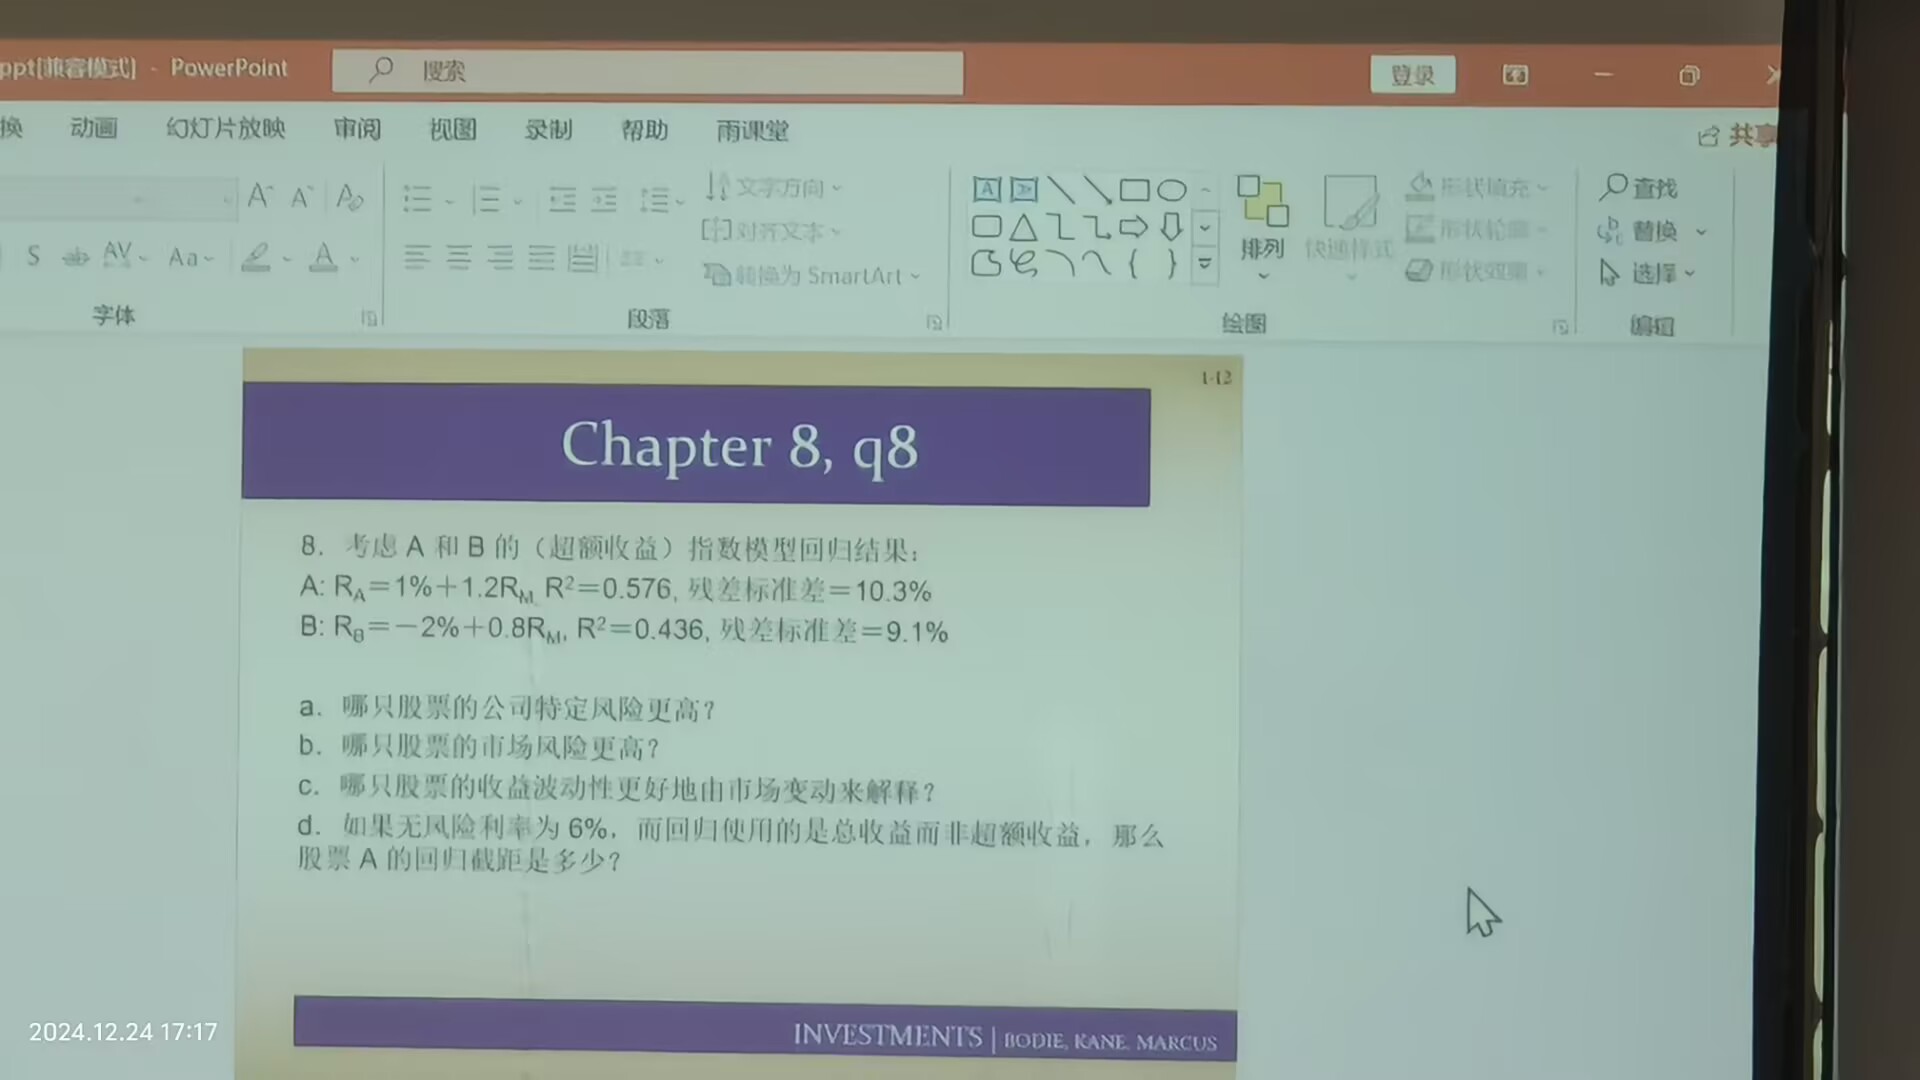 ppt[兼容模式] - PowerPoint
搜索
登录
换 动画 幻灯片放映 审阅 视图 录制 帮助 雨课堂
共享
文字方向
对齐文本
转换为 SmartArt
排列
快速样式
形状填充
形状轮廓
形状效果
查找
替换
选择
字体
段落
绘图
编辑
1-12
Chapter 8, q8
8. 考虑 A 和 B 的（超额收益）指数模型回归结果：
A: R_A＝1%＋1.2R_M, R²＝0.576, 残差标准差＝10.3%
B: R_B＝－2%＋0.8R_M, R²＝0.436, 残差标准差＝9.1%
a. 哪只股票的公司特定风险更高？
b. 哪只股票的市场风险更高？
c. 哪只股票的收益波动性更好地由市场变动来解释？
d. 如果无风险利率为 6%，而回归使用的是总收益而非超额收益，那么
股票 A 的回归截距是多少？
INVESTMENTS | BODIE, KANE, MARCUS
2024.12.24 17:17